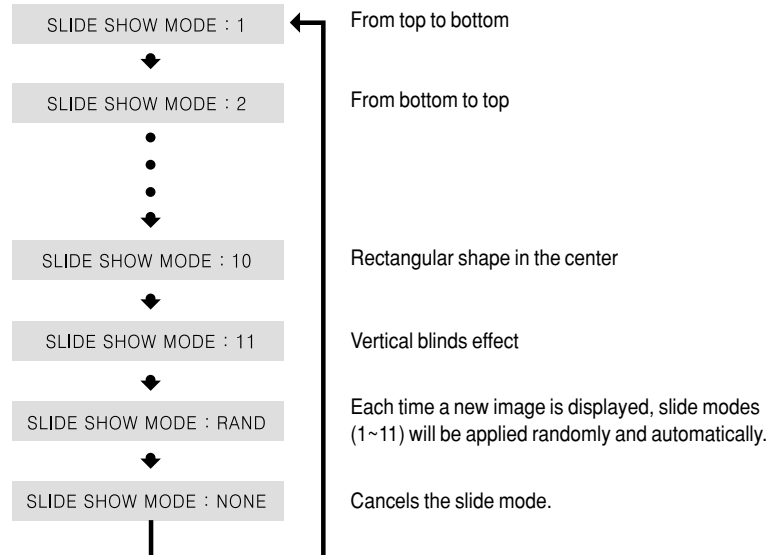 SLIDE SHOW MODE : 1
From top to bottom
SLIDE SHOW MODE : 2
From bottom to top
SLIDE SHOW MODE : 10
Rectangular shape in the center
SLIDE SHOW MODE : 11
Vertical blinds effect
SLIDE SHOW MODE : RAND
Each time a new image is displayed, slide modes
(1~11) will be applied randomly and automatically.
SLIDE SHOW MODE : NONE
Cancels the slide mode.